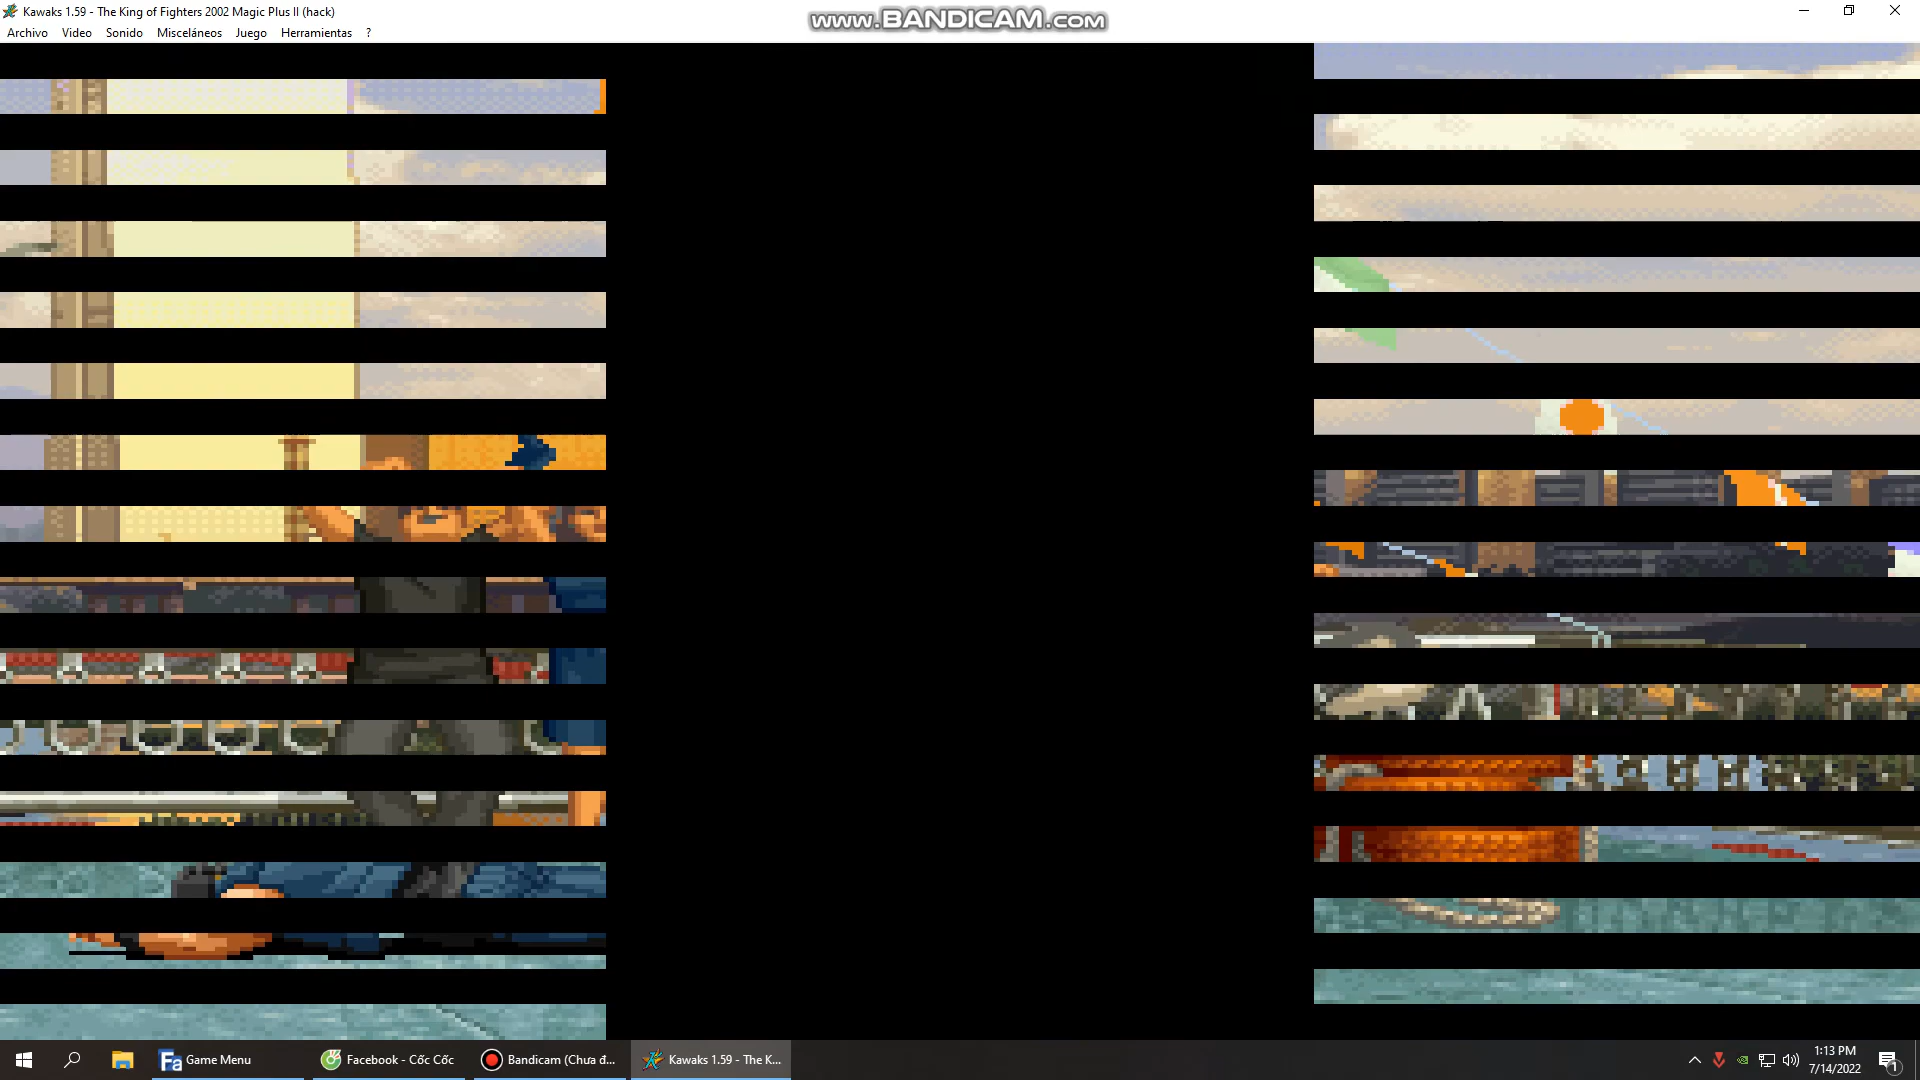 Kawaks 1.59 - The King of Fighters 2002 Magic Plus II (hack)
www.BANDICAM.com
Archivo Video Sonido Misceláneos Juego Herramientas ?
Game Menu
Facebook - Cốc Cốc
Bandicam (Chưa đ...
Kawaks 1.59 - The K...
1:13 PM
7/14/2022
1